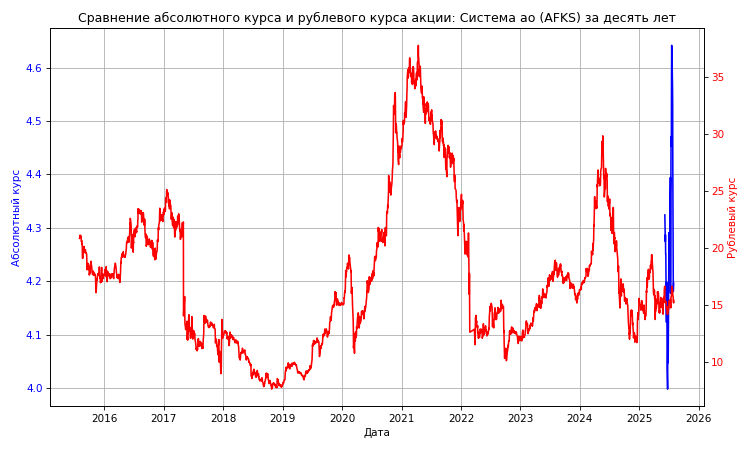 Сравнение абсолютного курса и рублевого курса акции: Система ао (AFKS) за десять лет
Абсолютный курс
4.6
4.5
4.4
4.3
4.2
4.1
4.0
35
30
25
20
15
10
Рублевый курс
2016 2017 2018 2019 2020 2021 2022 2023 2024 2025 2026
Дата